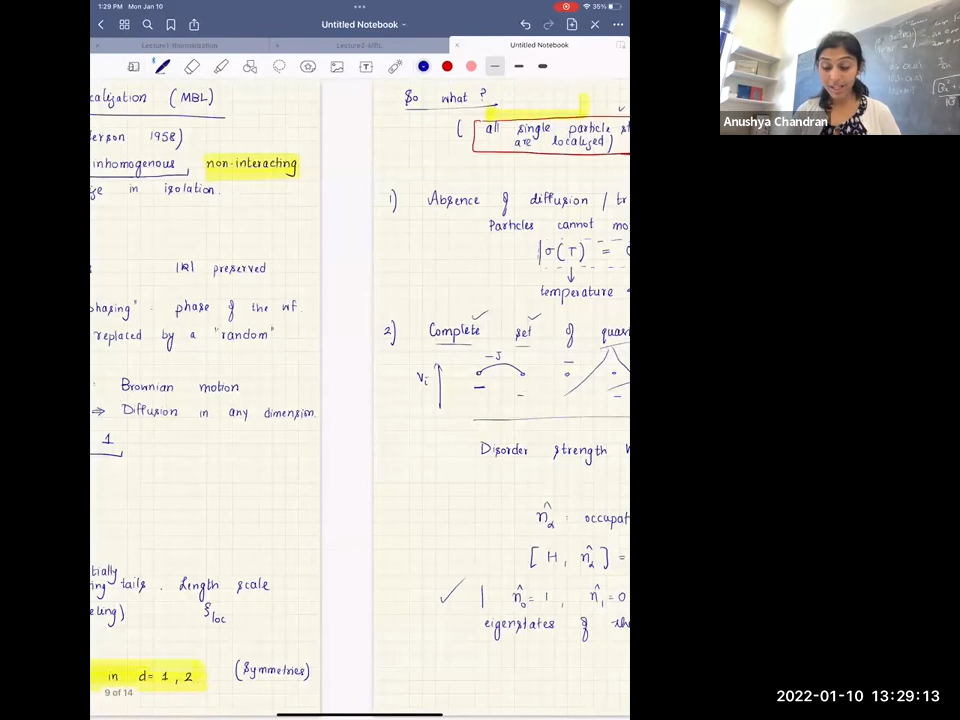 1:29 PM Mon Jan 10
35%
Untitled Notebook
Lecture1-thermalization
Lecture2-MBL
Untitled Notebook
calization (MBL)
erson 1958)
inhomogenous non-interacting
ge in isolation.
|R| preserved
phasing" : phase of the wf.
replaced by a "random"
: Brownian motion
⇒ Diffusion in any dimension.
1
tially
ing tails . Length scale
eling) ξloc
in d = 1, 2. (Symmetries)
9 of 14
So what ?
( all single particle st
are localized)
1) Absence of diffusion / tr
Particles cannot mo
σ(T) =
temperature
2) Complete set of quan
-J
Vi
Disorder strength W
n̂α : occupat
[ H, n̂α ] =
| n̂0 = 1, n̂1 = 0
eigenstates of the
Anushya Chandran
2022-01-10 13:29:13